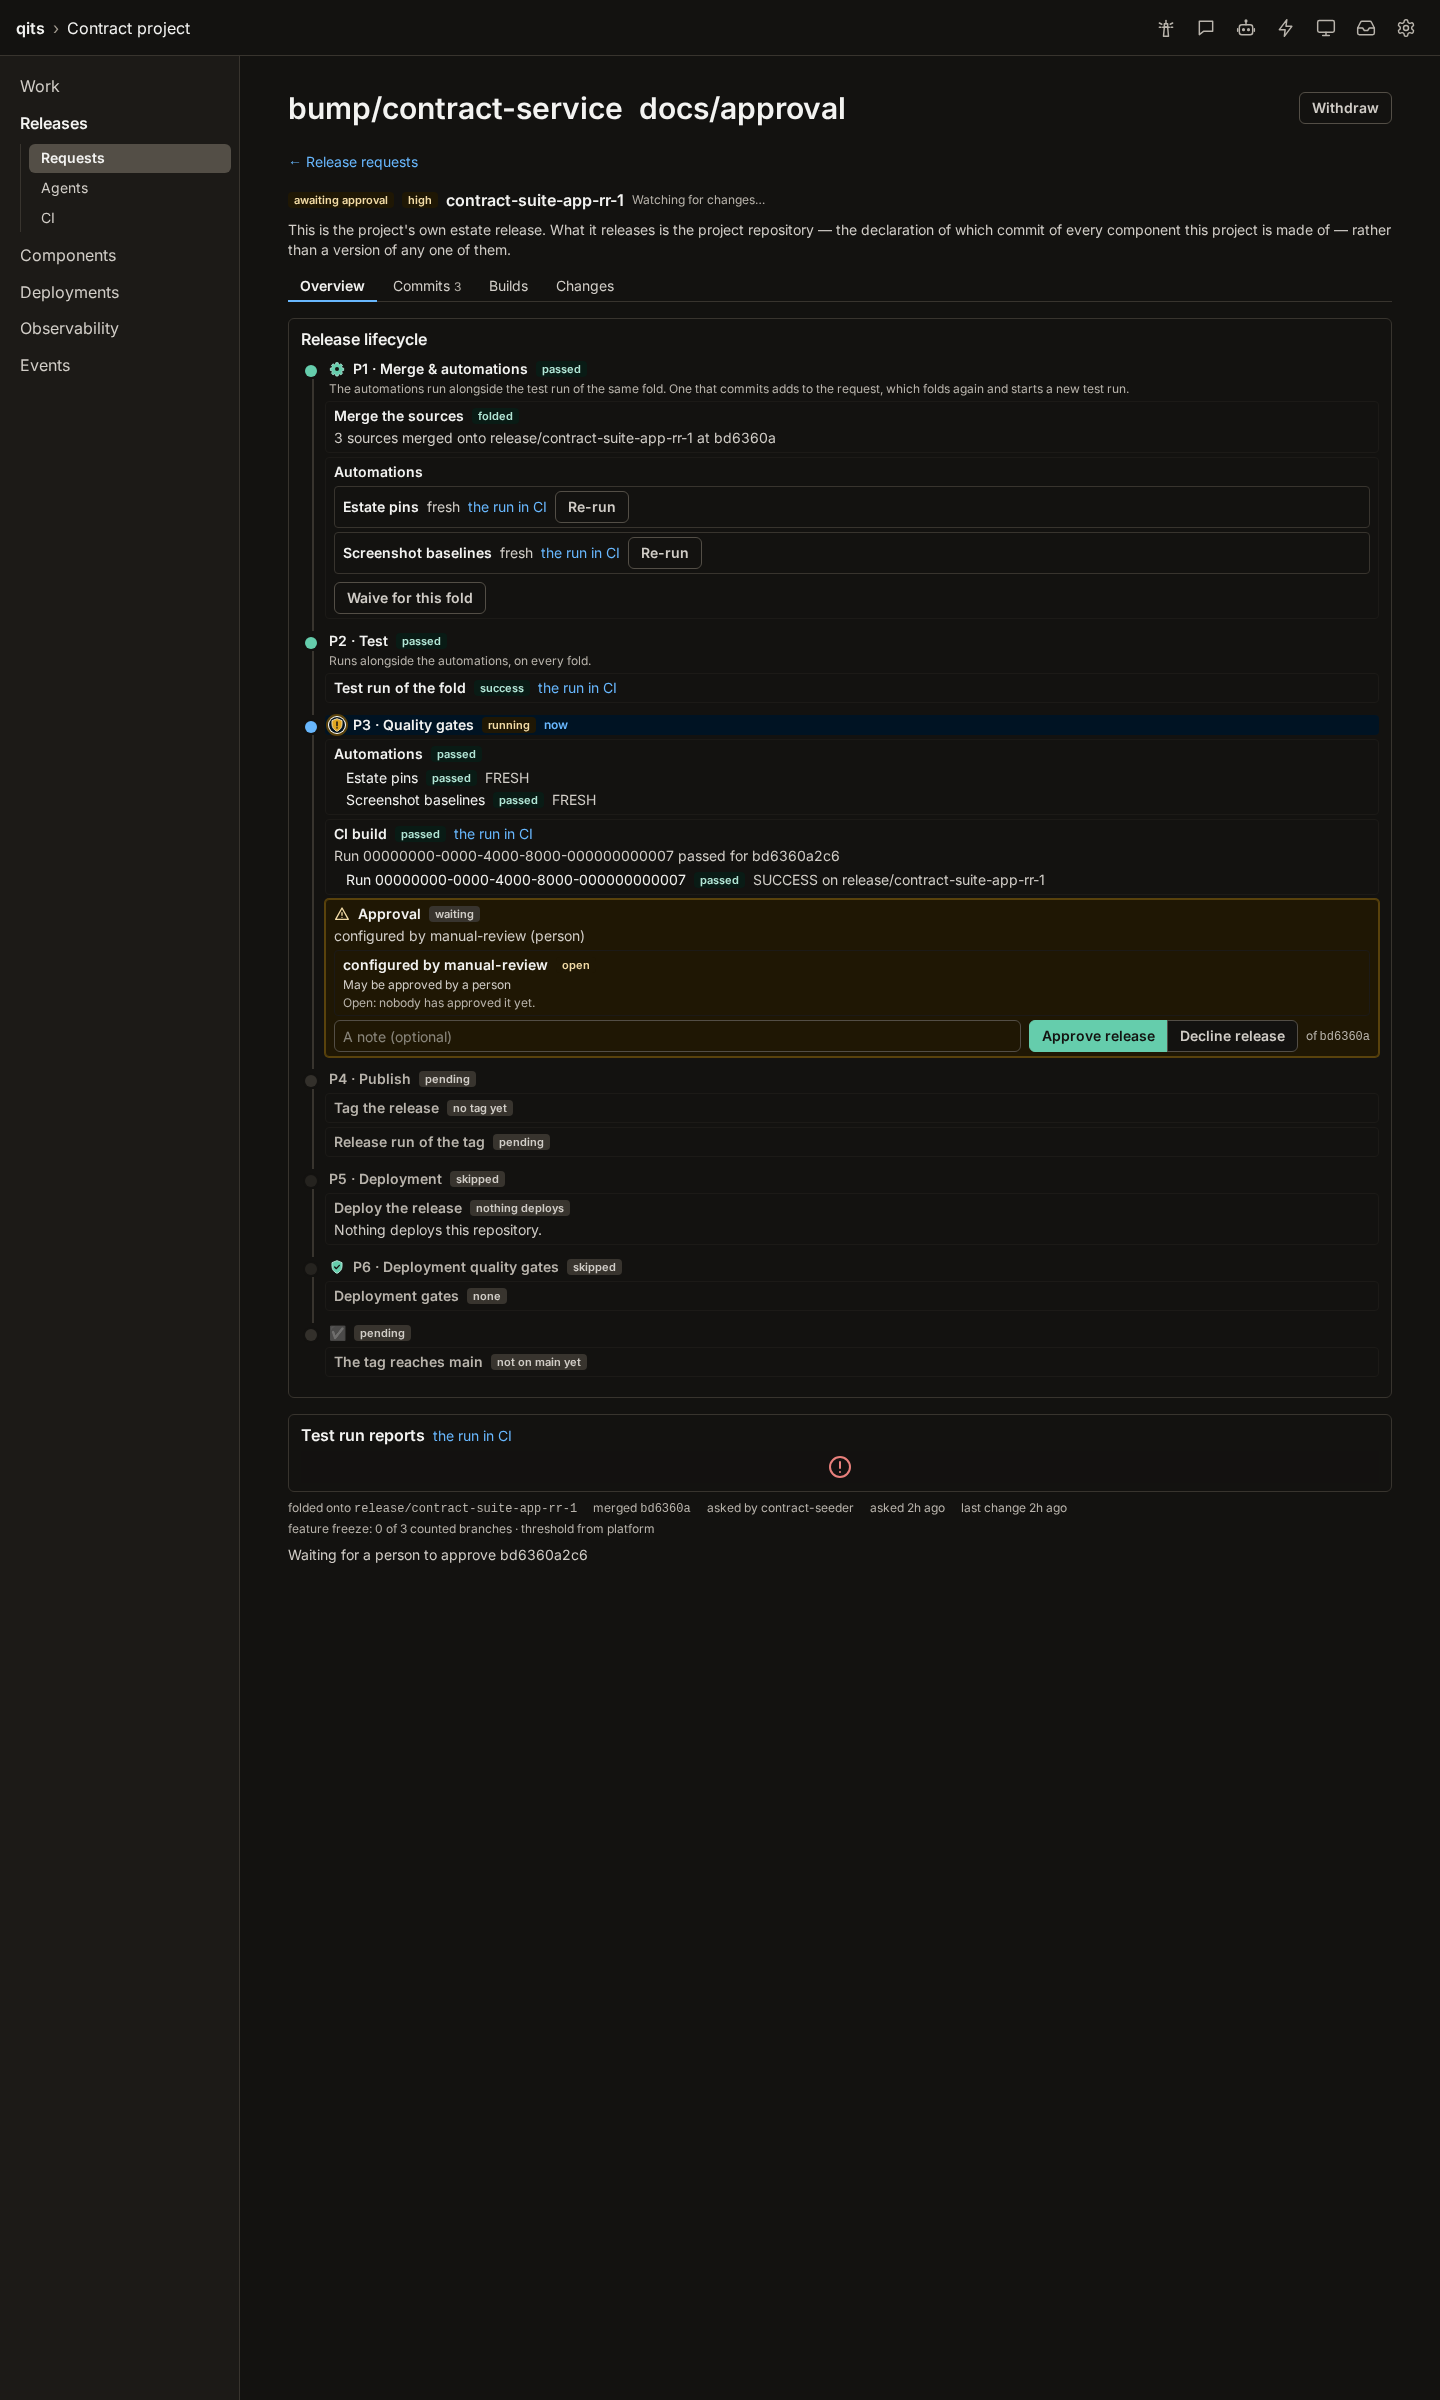 qits › Contract project
Work
Releases
Requests
Agents
CI
Components
Deployments
Observability
Events
bump/contract-service docs/approval
Withdraw
← Release requests
awaiting approval high contract-suite-app-rr-1 Watching for changes...
This is the project's own estate release. What it releases is the project repository — the declaration of which commit of every component this project is made of — rather
than a version of any one of them.
Overview Commits 3 Builds Changes
Release lifecycle
P1 · Merge & automations passed
The automations run alongside the test run of the same fold. One that commits adds to the request, which folds again and starts a new test run.
Merge the sources folded
3 sources merged onto release/contract-suite-app-rr-1 at bd6360a
Automations
Estate pins fresh the run in CI Re-run
Screenshot baselines fresh the run in CI Re-run
Waive for this fold
P2 · Test passed
Runs alongside the automations, on every fold.
Test run of the fold success the run in CI
P3 · Quality gates running now
Automations passed
Estate pins passed FRESH
Screenshot baselines passed FRESH
CI build passed the run in CI
Run 00000000-0000-4000-8000-000000000007 passed for bd6360a2c6
Run 00000000-0000-4000-8000-000000000007 passed SUCCESS on release/contract-suite-app-rr-1
Approval waiting
configured by manual-review (person)
configured by manual-review open
May be approved by a person
Open: nobody has approved it yet.
A note (optional) Approve release Decline release of bd6360a
P4 · Publish pending
Tag the release no tag yet
Release run of the tag pending
P5 · Deployment skipped
Deploy the release nothing deploys
Nothing deploys this repository.
P6 · Deployment quality gates skipped
Deployment gates none
pending
The tag reaches main not on main yet
Test run reports the run in CI
folded onto release/contract-suite-app-rr-1 merged bd6360a asked by contract-seeder asked 2h ago last change 2h ago
feature freeze: 0 of 3 counted branches · threshold from platform
Waiting for a person to approve bd6360a2c6